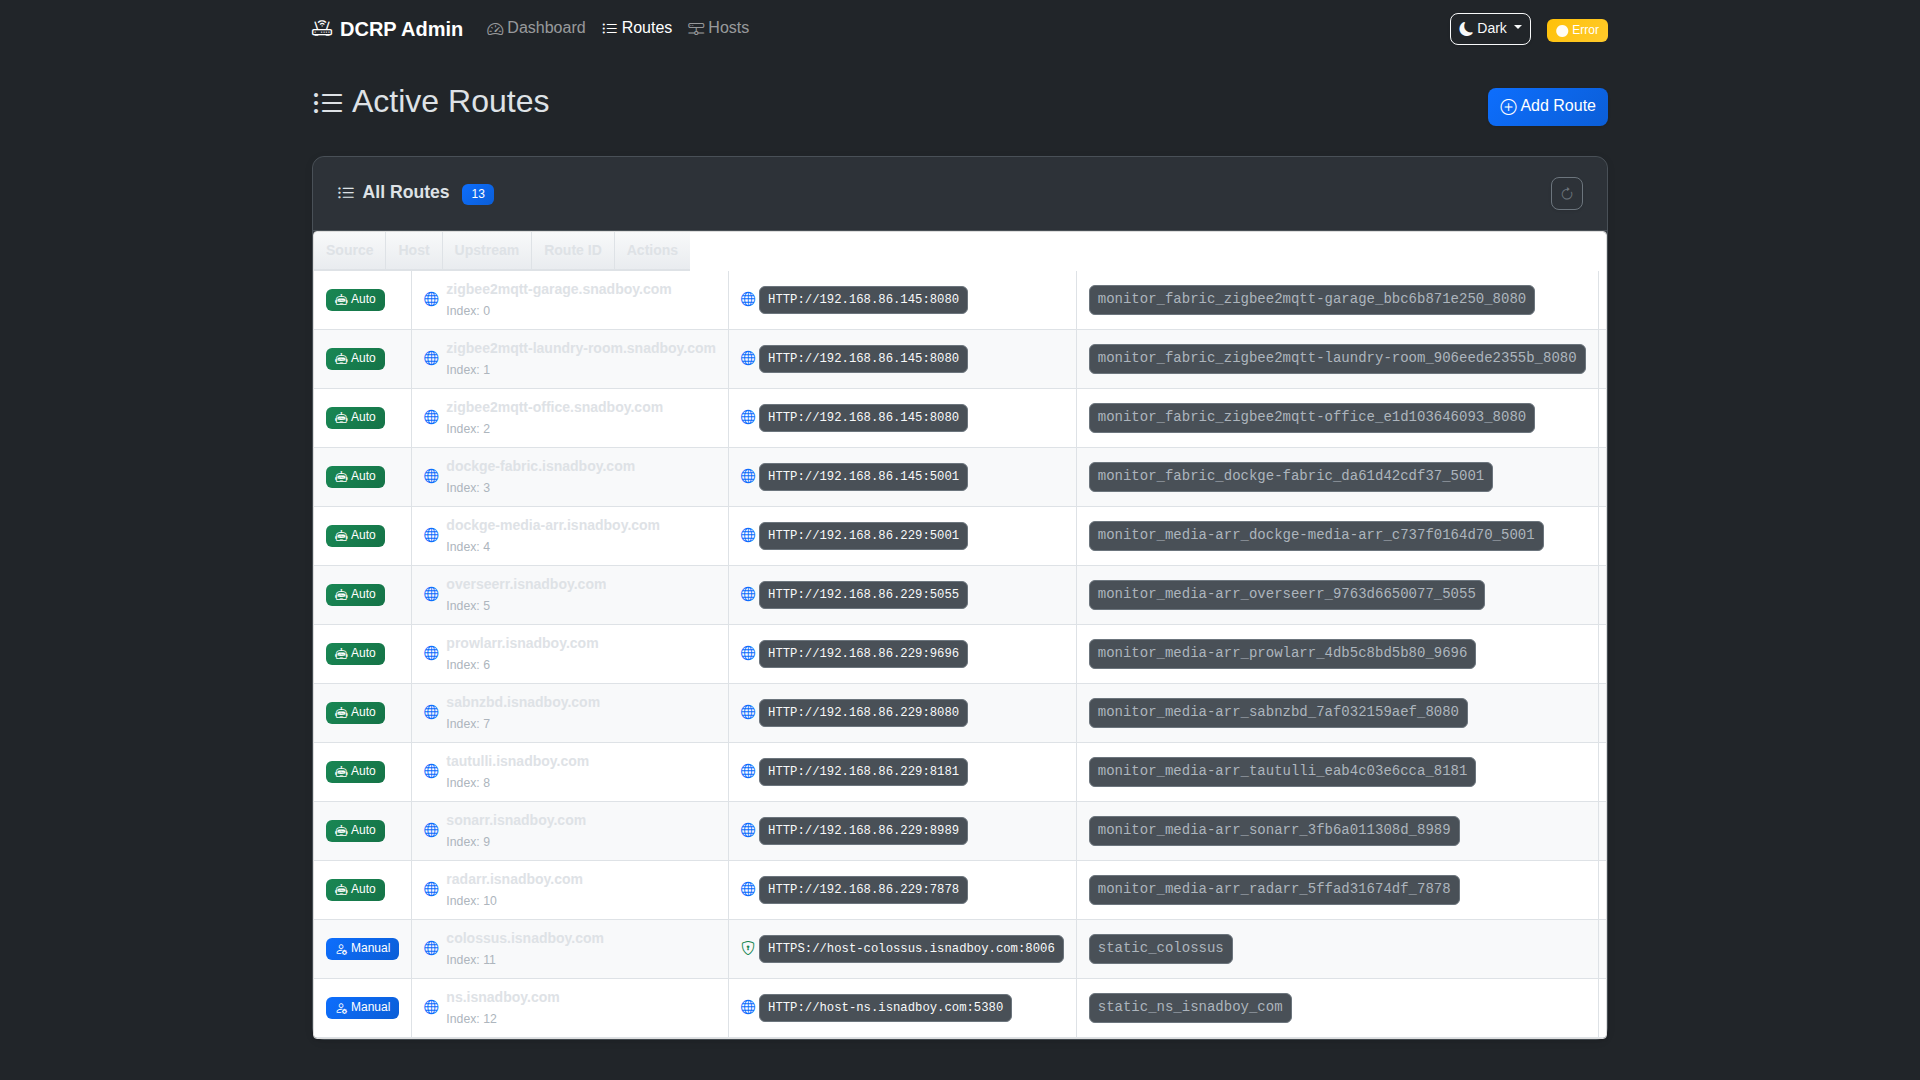 DCRP Admin Dashboard Routes Hosts Dark Error
Active Routes Add Route
All Routes 13
Source Host Upstream Route ID Actions
Auto zigbee2mqtt-garage.snadboy.com HTTP://192.168.86.145:8080 monitor_fabric_zigbee2mqtt-garage_bbc6b871e250_8080
Index: 0
Auto zigbee2mqtt-laundry-room.snadboy.com HTTP://192.168.86.145:8080 monitor_fabric_zigbee2mqtt-laundry-room_906eede2355b_8080
Index: 1
Auto zigbee2mqtt-office.snadboy.com HTTP://192.168.86.145:8080 monitor_fabric_zigbee2mqtt-office_e1d103646093_8080
Index: 2
Auto dockge-fabric.isnadboy.com HTTP://192.168.86.145:5001 monitor_fabric_dockge-fabric_da61d42cdf37_5001
Index: 3
Auto dockge-media-arr.isnadboy.com HTTP://192.168.86.229:5001 monitor_media-arr_dockge-media-arr_c737f0164d70_5001
Index: 4
Auto overseerr.isnadboy.com HTTP://192.168.86.229:5055 monitor_media-arr_overseerr_9763d6650077_5055
Index: 5
Auto prowlarr.isnadboy.com HTTP://192.168.86.229:9696 monitor_media-arr_prowlarr_4db5c8bd5b80_9696
Index: 6
Auto sabnzbd.isnadboy.com HTTP://192.168.86.229:8080 monitor_media-arr_sabnzbd_7af032159aef_8080
Index: 7
Auto tautulli.isnadboy.com HTTP://192.168.86.229:8181 monitor_media-arr_tautulli_eab4c03e6cca_8181
Index: 8
Auto sonarr.isnadboy.com HTTP://192.168.86.229:8989 monitor_media-arr_sonarr_3fb6a011308d_8989
Index: 9
Auto radarr.isnadboy.com HTTP://192.168.86.229:7878 monitor_media-arr_radarr_5ffad31674df_7878
Index: 10
Manual colossus.isnadboy.com HTTPS://host-colossus.isnadboy.com:8006 static_colossus
Index: 11
Manual ns.isnadboy.com HTTP://host-ns.isnadboy.com:5380 static_ns_isnadboy_com
Index: 12